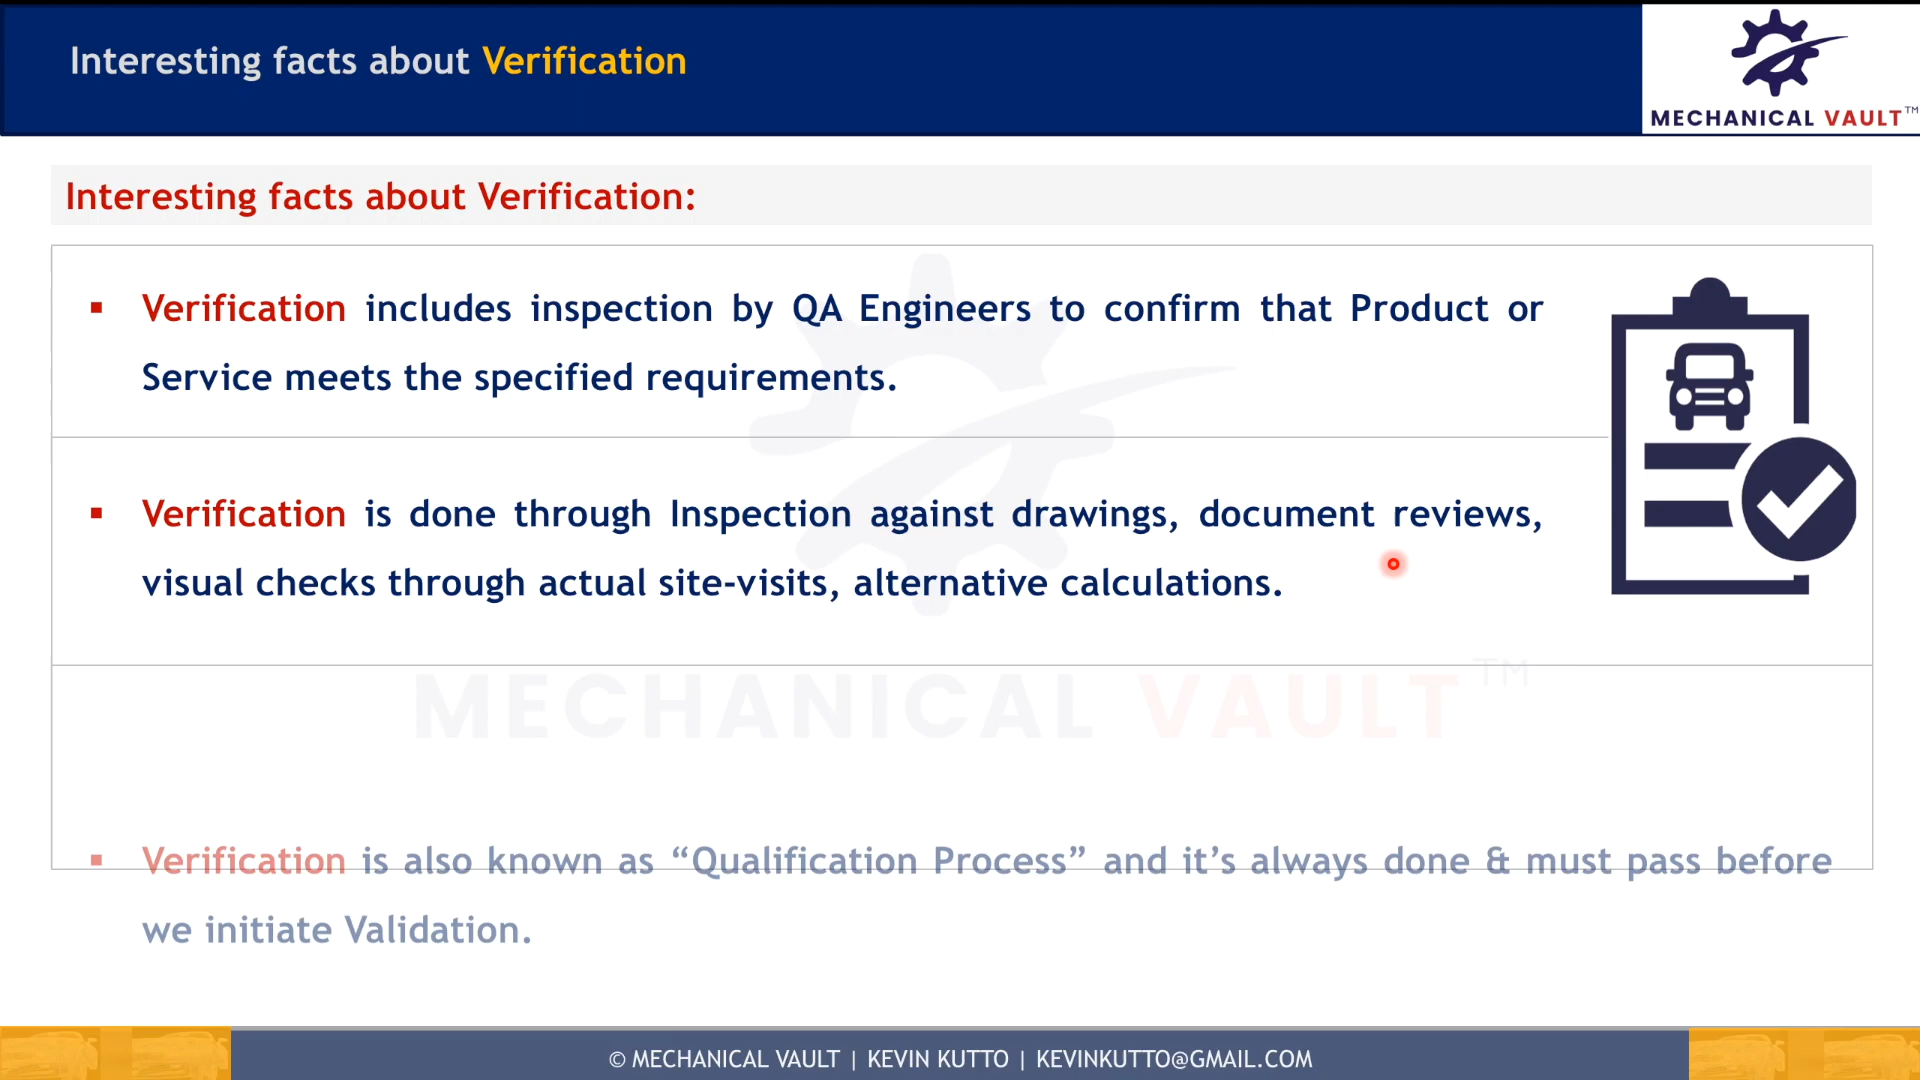 Interesting facts about Verification
MECHANICAL VAULT™
Interesting facts about Verification:
▪ Verification includes inspection by QA Engineers to confirm that Product or
Service meets the specified requirements.
▪ Verification is done through Inspection against drawings, document reviews,
visual checks through actual site-visits, alternative calculations.
MECHANICAL VAULT™
▪ Verification is also known as “Qualification Process” and it’s always done & must pass before
we initiate Validation.
© MECHANICAL VAULT | KEVIN KUTTO | KEVINKUTTO@GMAIL.COM